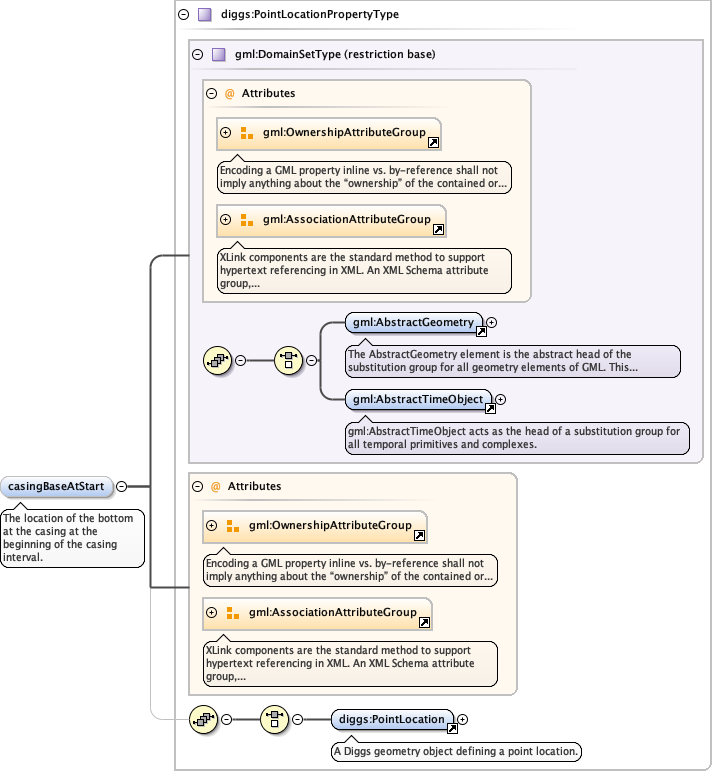 diggs:PointLocationPropertyType
gml:DomainSetType (restriction base)
@ Attributes
gml:OwnershipAttributeGroup
Encoding a GML property inline vs. by-reference shall not
imply anything about the “ownership” of the contained or...
gml:AssociationAttributeGroup
XLink components are the standard method to support
hypertext referencing in XML. An XML Schema attribute
group,...
gml:AbstractGeometry
The AbstractGeometry element is the abstract head of the
substitution group for all geometry elements of GML. This...
gml:AbstractTimeObject
gml:AbstractTimeObject acts as the head of a substitution group for
all temporal primitives and complexes.
casingBaseAtStart
The location of the bottom
at the casing at the
beginning of the casing
interval.
@ Attributes
gml:OwnershipAttributeGroup
Encoding a GML property inline vs. by-reference shall not
imply anything about the “ownership” of the contained or...
gml:AssociationAttributeGroup
XLink components are the standard method to support
hypertext referencing in XML. An XML Schema attribute
group,...
diggs:PointLocation
A Diggs geometry object defining a point location.